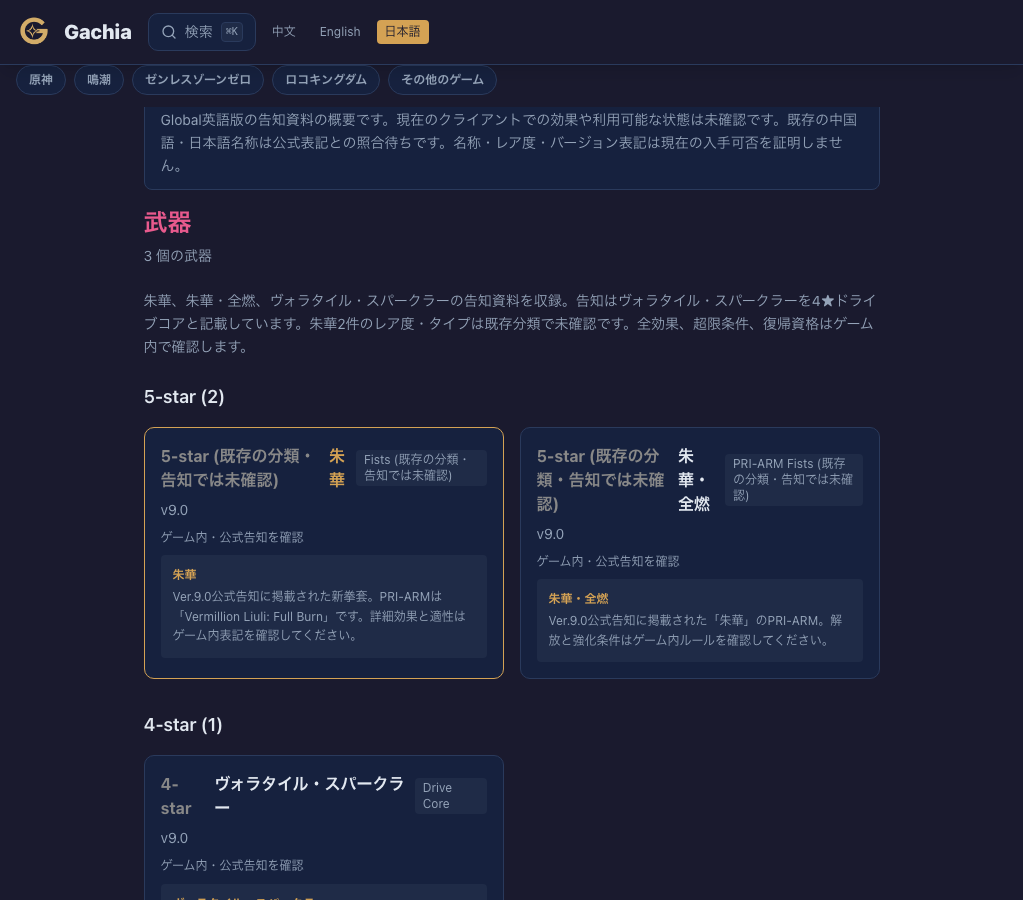 Gachia
検索 ⌘K
中文
English
日本語
原神
鳴潮
ゼンレスゾーンゼロ
ロコキングダム
その他のゲーム
Global英語版の告知資料の概要です。現在のクライアントでの効果や利用可能な状態は未確認です。既存の中国
語・日本語名称は公式表記との照合待ちです。名称・レア度・バージョン表記は現在の入手可否を証明しませ
ん。
武器
3 個の武器
朱華、朱華・全燃、ヴォラタイル・スパークラーの告知資料を収録。告知はヴォラタイル・スパークラーを4★ドライ
ブコアと記載しています。朱華2件のレア度・タイプは既存分類で未確認です。全効果、超限条件、復帰資格はゲーム
内で確認します。
5-star (2)
5-star (既存の分類・
告知では未確認)
朱
華
Fists (既存の分類・
告知では未確認)
v9.0
ゲーム内・公式告知を確認
朱華
Ver.9.0公式告知に掲載された新拳套。PRI-ARMは
「Vermillion Liuli: Full Burn」です。詳細効果と適性は
ゲーム内表記を確認してください。
5-star (既存の分
類・告知では未確
認)
朱
華・
全燃
PRI-ARM Fists (既存
の分類・告知では未確
認)
v9.0
ゲーム内・公式告知を確認
朱華・全燃
Ver.9.0公式告知に掲載された「朱華」のPRI-ARM。解
放と強化条件はゲーム内ルールを確認してください。
4-star (1)
4-
star
ヴォラタイル・スパークラ
ー
Drive
Core
v9.0
ゲーム内・公式告知を確認